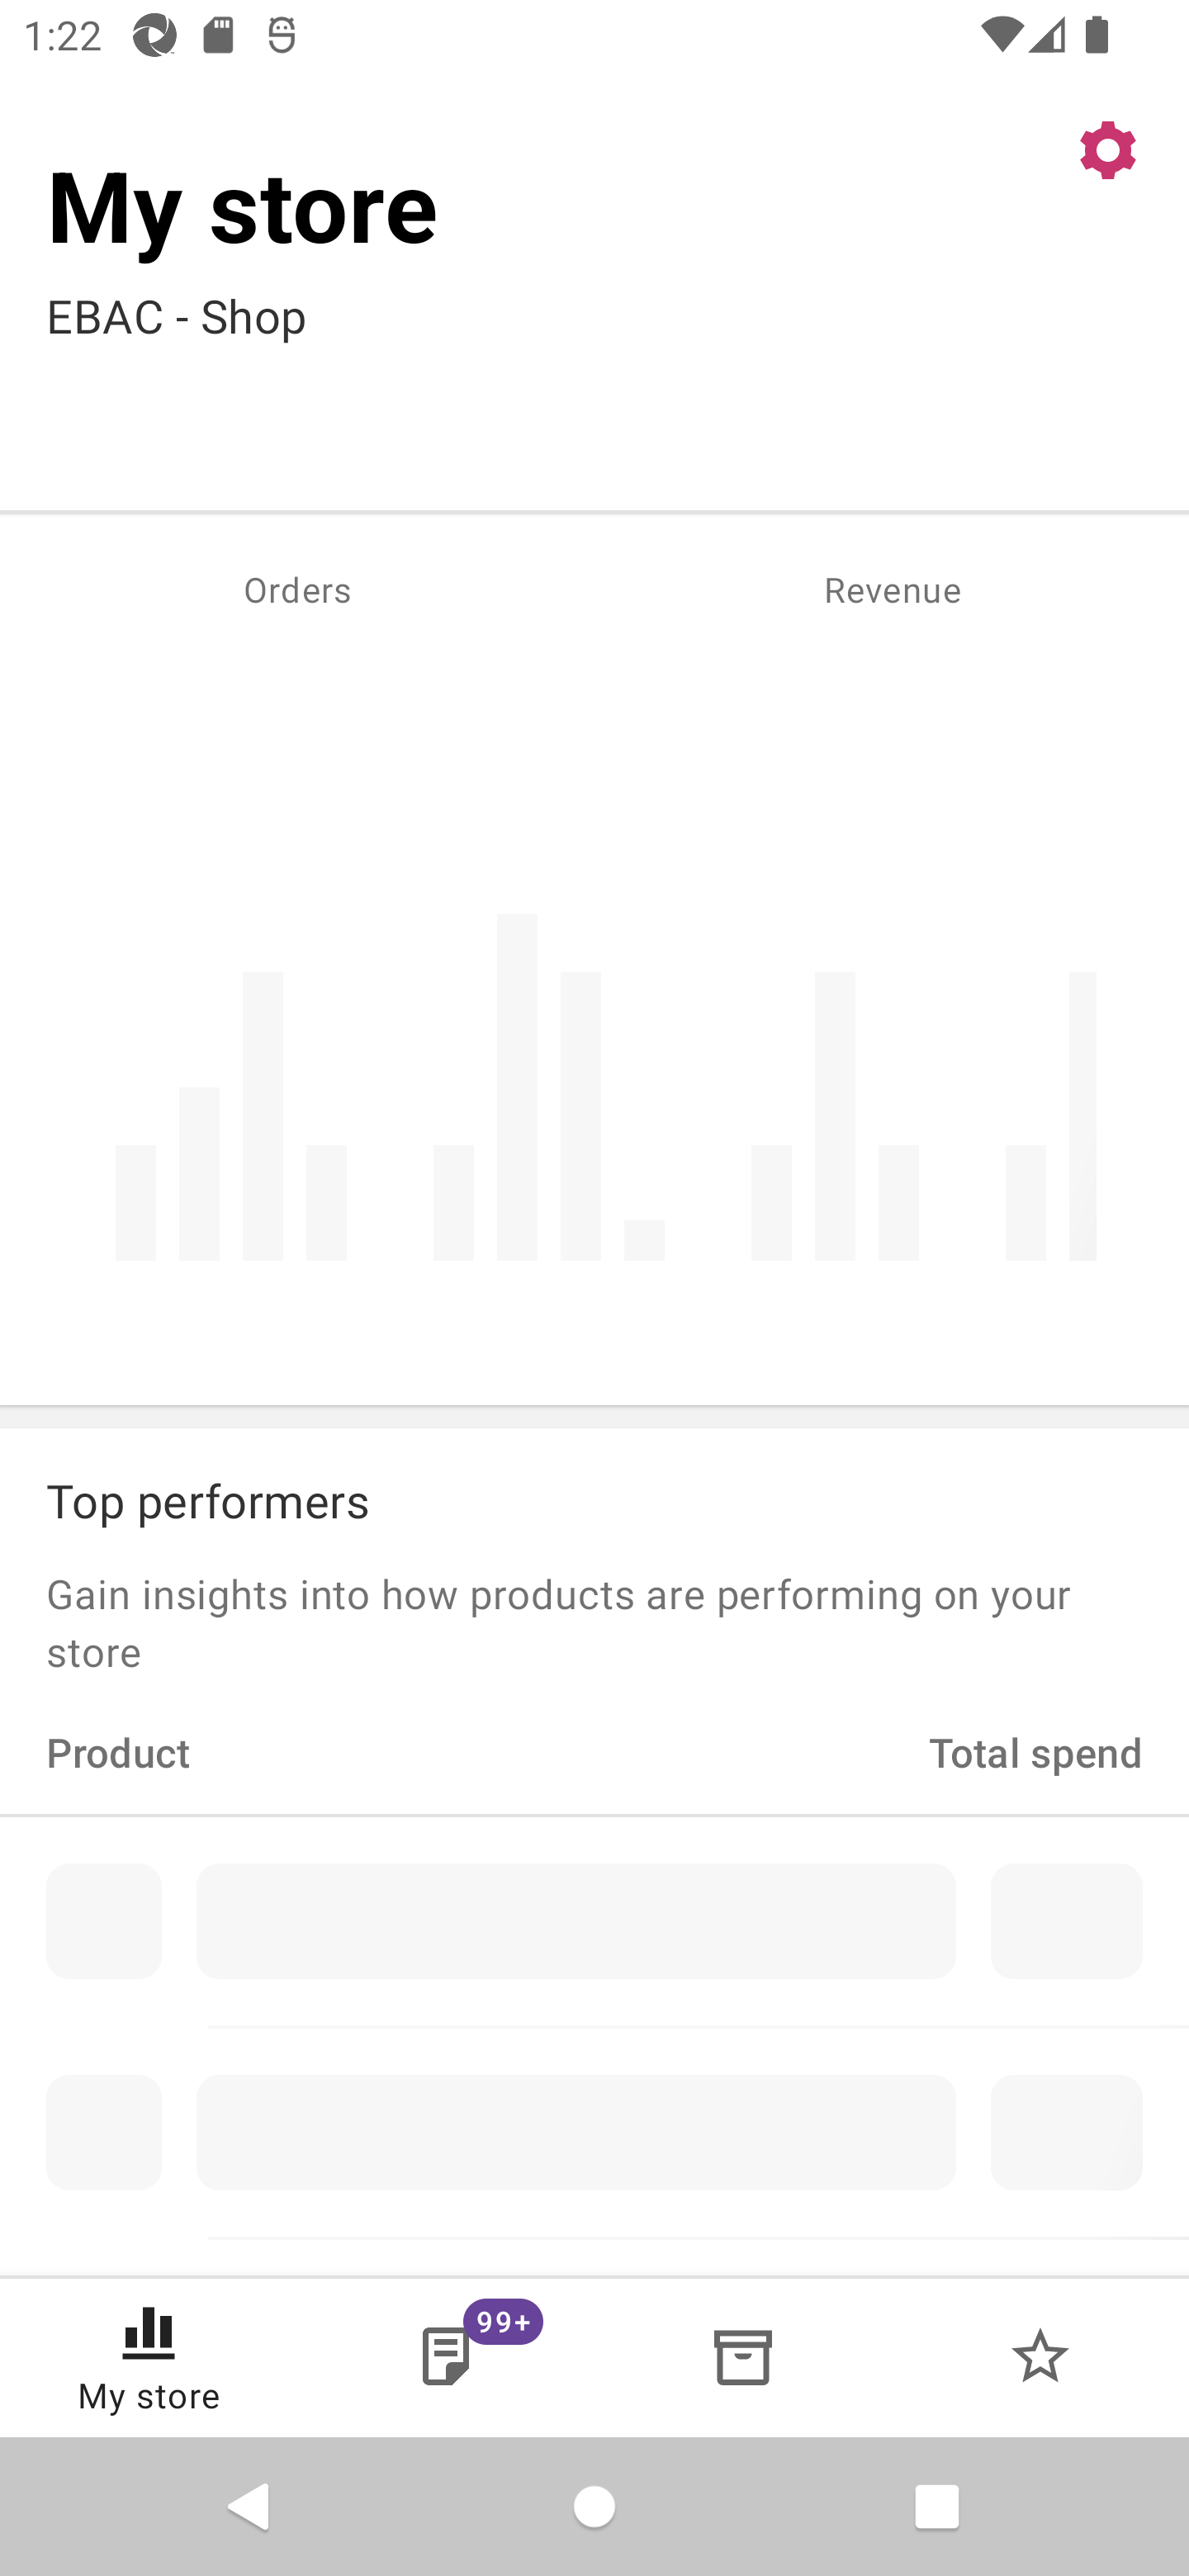 1:22
My store
EBAC - Shop
Orders
Revenue
Top performers
Gain insights into how products are performing on your
store
Product
Total spend
99+
My store